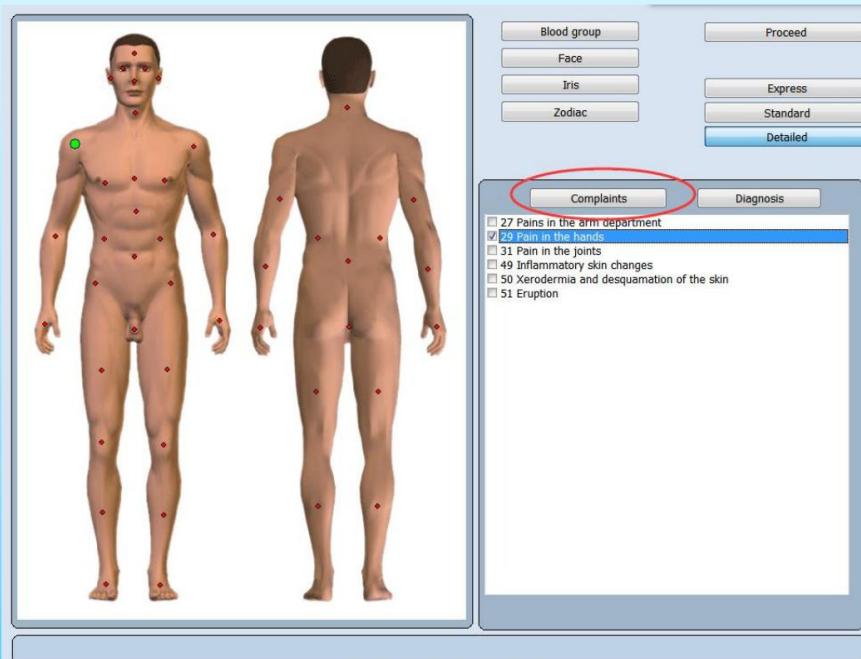 Blood group
Proceed
Face
Iris
Express
Zodiac
Standard
Detailed
Complaints
Diagnosis
27 Pains in the arm department
29 Pain in the hands
31 Pain in the joints
49 Inflammatory skin changes
50 Xerodermia and desquamation of the skin
51 Eruption